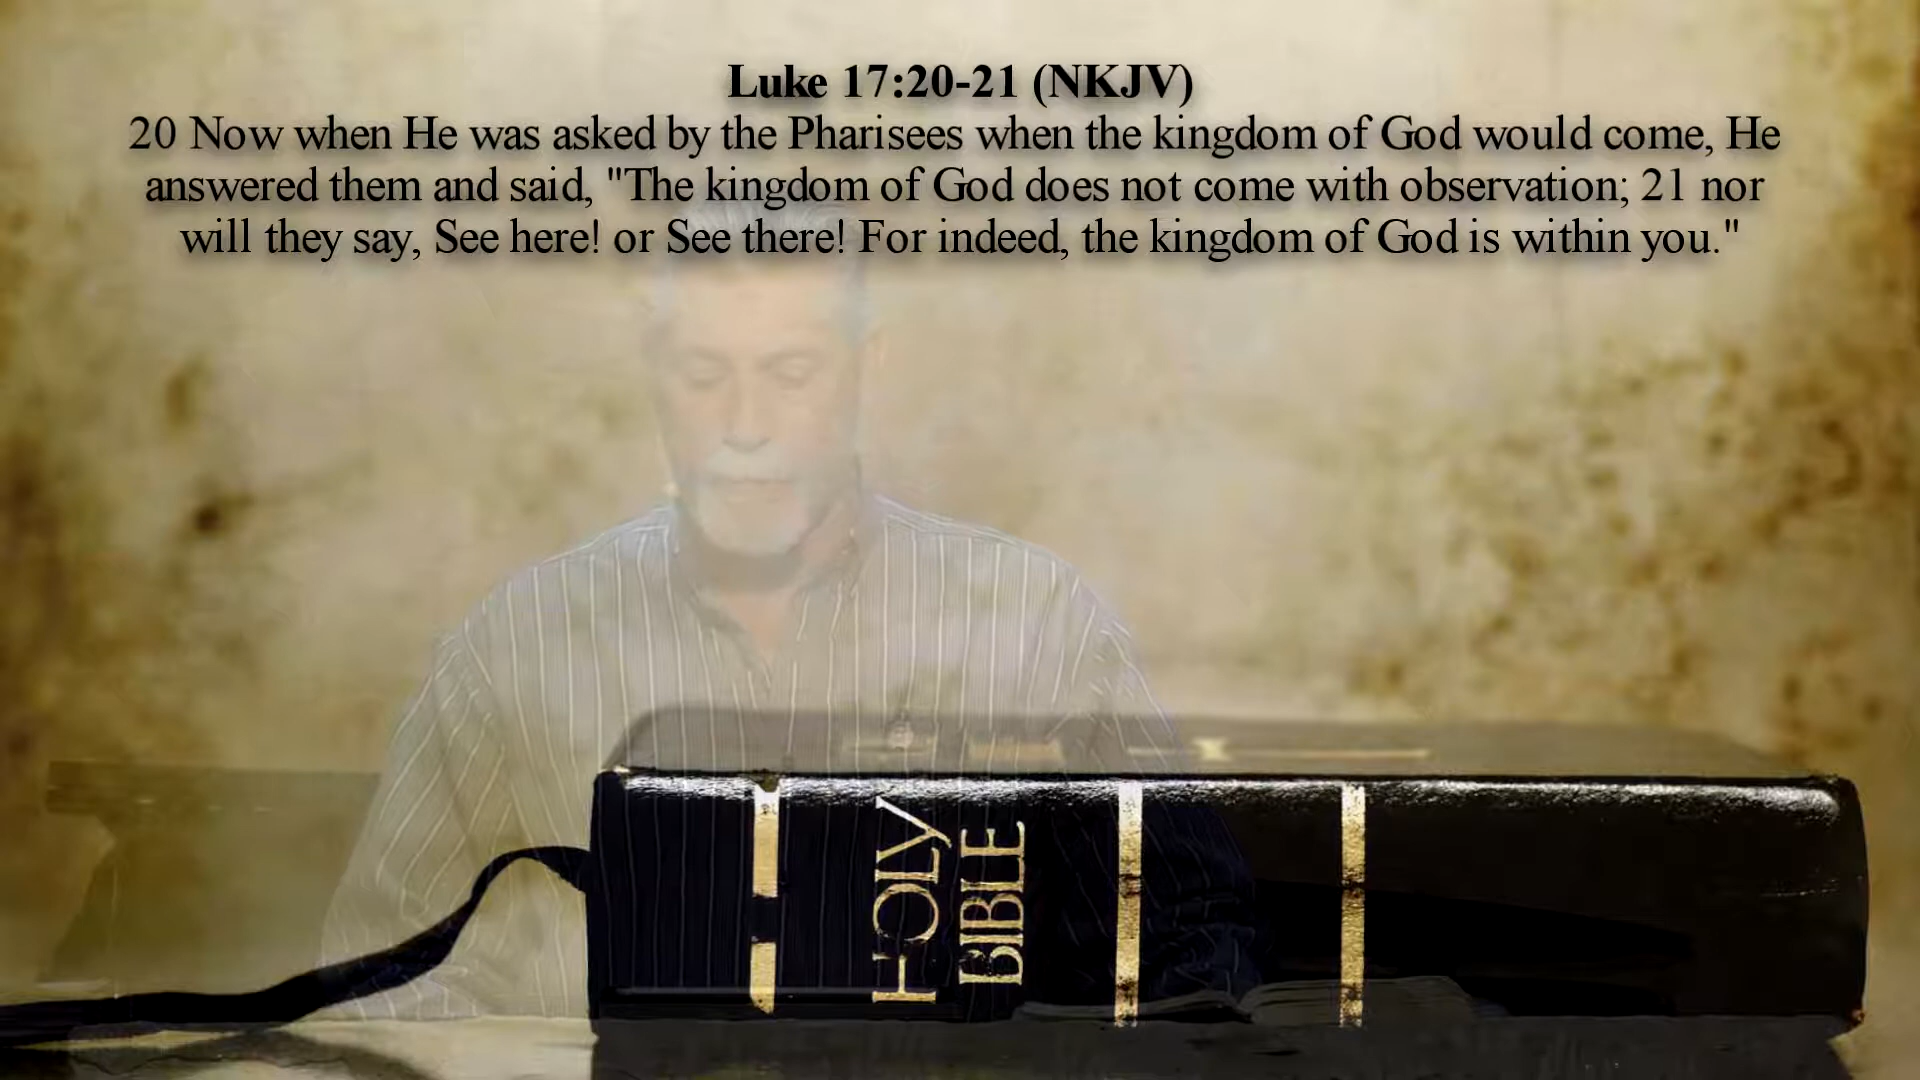 Luke 17:20-21 (NKJV)
20 Now when He was asked by the Pharisees when the kingdom of God would come, He
answered them and said, "The kingdom of God does not come with observation; 21 nor
will they say, See here! or See there! For indeed, the kingdom of God is within you."
HOLY
BIBLE